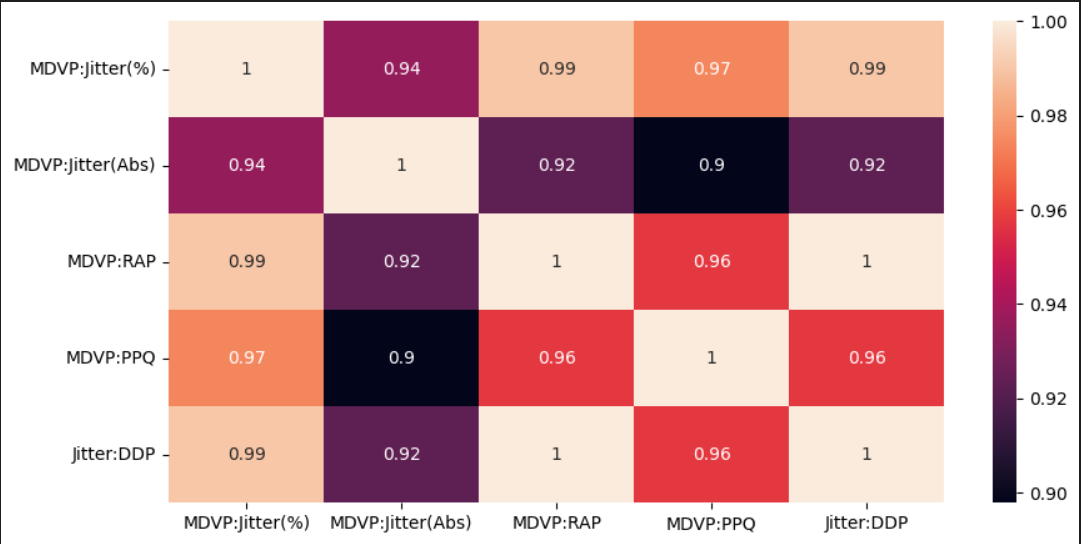 MDVP:Jitter(%) 1 0.94 0.99 0.97 0.99
MDVP:Jitter(Abs) 0.94 1 0.92 0.9 0.92
MDVP:RAP 0.99 0.92 1 0.96 1
MDVP:PPQ 0.97 0.9 0.96 1 0.96
Jitter:DDP 0.99 0.92 1 0.96 1
MDVP:Jitter(%) MDVP:Jitter(Abs) MDVP:RAP MDVP:PPQ Jitter:DDP
1.00
0.98
0.96
0.94
0.92
0.90